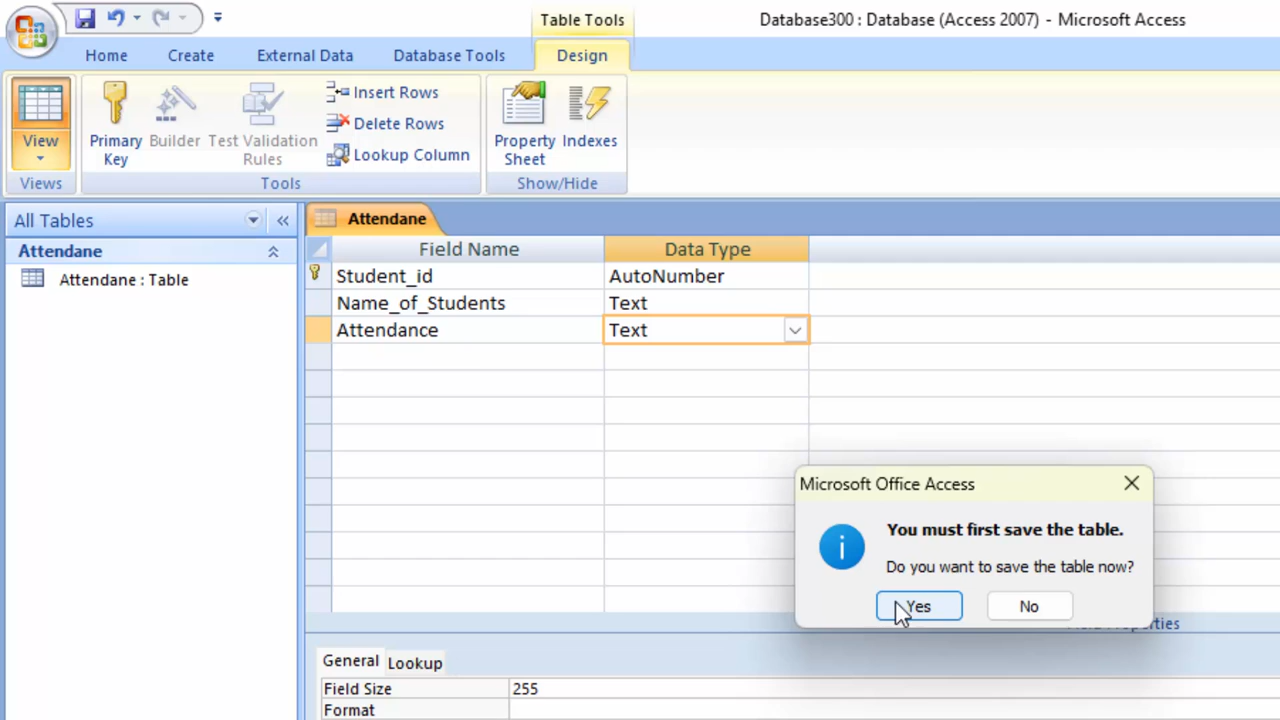 Table Tools
Database300 : Database (Access 2007) - Microsoft Access
Home
Create
External Data
Database Tools
Design
View
Primary Key
Builder
Test Validation Rules
Insert Rows
Delete Rows
Lookup Column
Property Sheet
Indexes
Views
Tools
Show/Hide
All Tables
Attendane
Attendane : Table
Attendane
Field Name
Data Type
Student_id
AutoNumber
Name_of_Students
Text
Attendance
Text
Microsoft Office Access
You must first save the table.
Do you want to save the table now?
Yes
No
General
Lookup
Field Size
255
Format